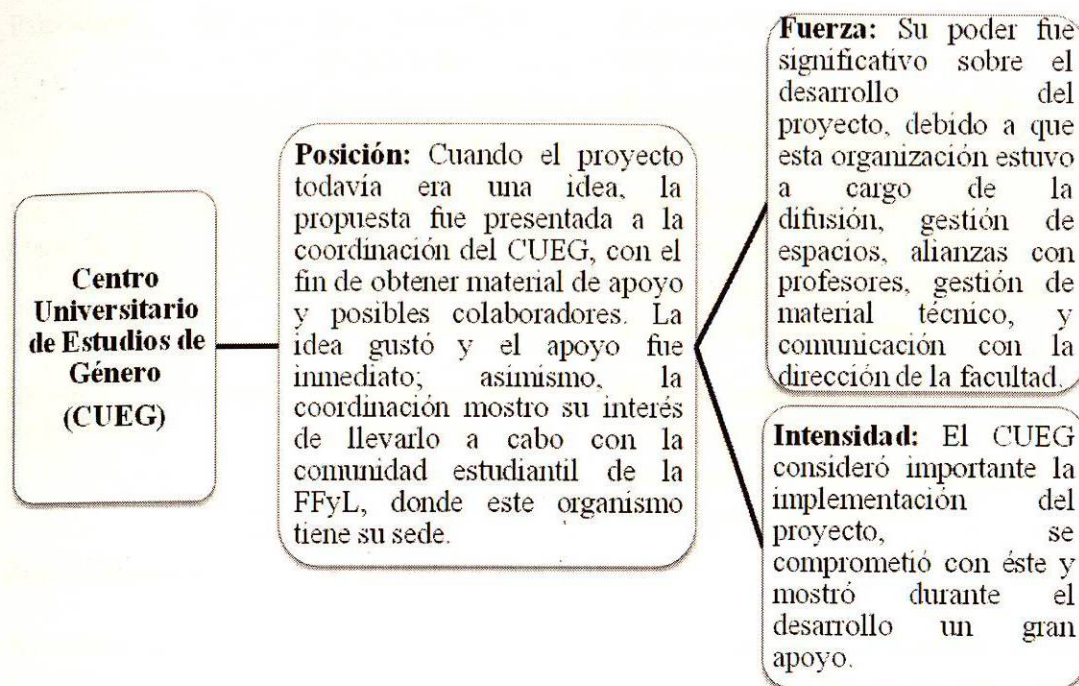 Centro
Universitario
de Estudios de
Género
(CUEG)
Posición: Cuando el proyecto
todavía era una idea, la
propuesta fue presentada a la
coordinación del CUEG, con el
fin de obtener material de apoyo
y posibles colaboradores. La
idea gustó y el apoyo fue
inmediato; asimismo, la
coordinación mostro su interés
de llevarlo a cabo con la
comunidad estudiantil de la
FFyL, donde este organismo
tiene su sede.
Fuerza: Su poder fue
significativo sobre el
desarrollo del
proyecto, debido a que
esta organización estuvo
a cargo de la
difusión, gestión de
espacios, alianzas con
profesores, gestión de
material técnico, y
comunicación con la
dirección de la facultad.
Intensidad: El CUEG
consideró importante la
implementación del
proyecto, se
comprometió con éste y
mostró durante el
desarrollo un gran
apoyo.